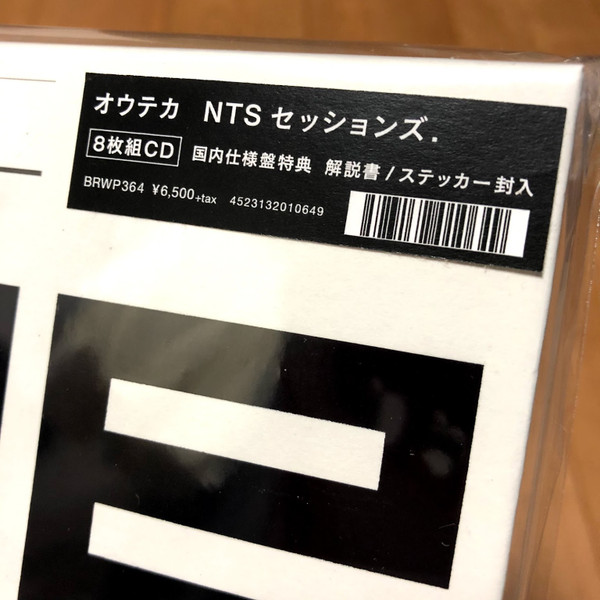 オウテカ NTS セッションズ.
8枚組CD 国内仕様盤特典 解説書/ステッカー封入
BRWP364 ¥6,500+tax 4523132010649